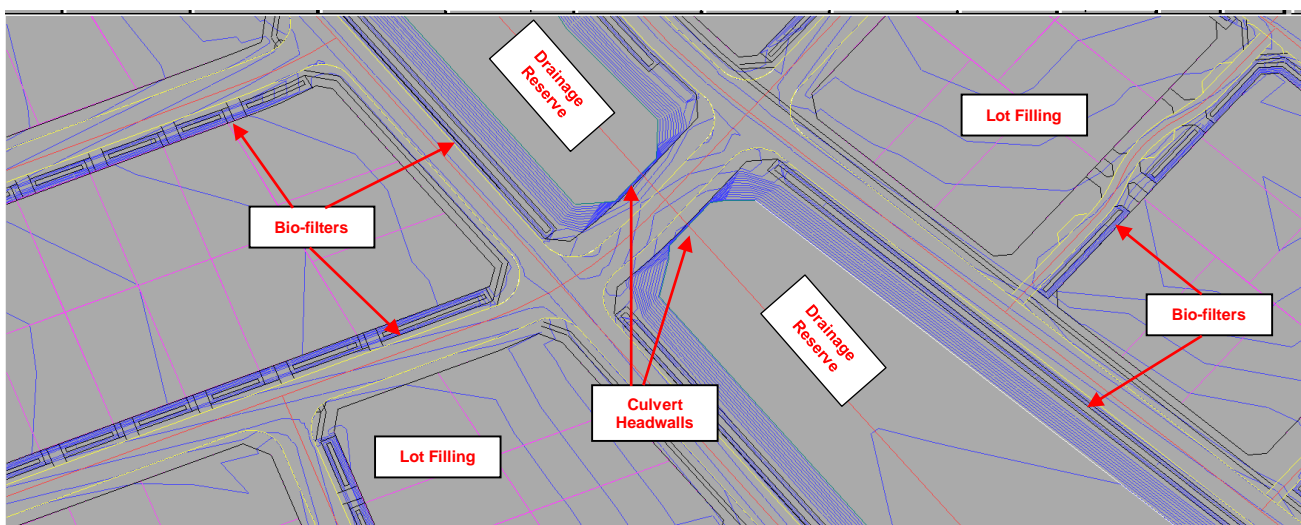 Drainage
Reserve
Lot Filling
Bio-filters
Drainage
Reserve
Bio-filters
Culvert
Headwalls
Lot Filling